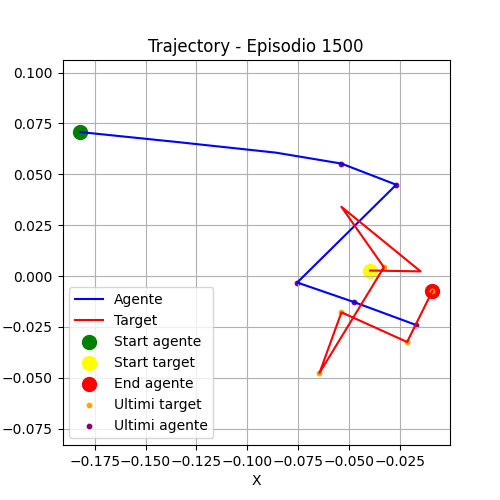 Trajectory - Episodio 1500
0.100
0.075
0.050
0.025
0.000
−0.025
−0.050
−0.075
Agente
Target
Start agente
Start target
End agente
Ultimi target
Ultimi agente
−0.175−0.150−0.125−0.100−0.075−0.050−0.025
X